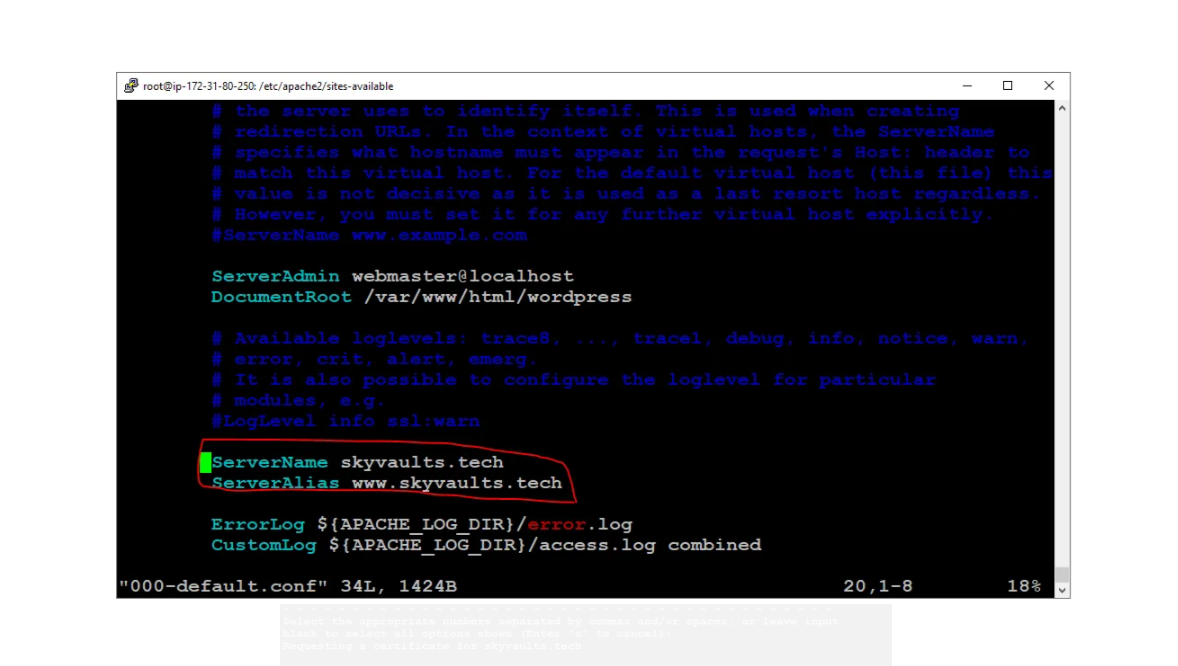 root@ip-172-31-80-250: /etc/apache2/sites-available
# the server uses to identify itself. This is used when creating
# redirection URLs. In the context of virtual hosts, the ServerName
# specifies what hostname must appear in the request's Host: header to
# match this virtual host. For the default virtual host (this file) this
# value is not decisive as it is used as a last resort host regardless.
# However, you must set it for any further virtual host explicitly.
#ServerName www.example.com
ServerAdmin webmaster@localhost
DocumentRoot /var/www/html/wordpress
# Available loglevels: trace8, ..., trace1, debug, info, notice, warn,
# error, crit, alert, emerg.
# It is also possible to configure the loglevel for particular
# modules, e.g.
#LogLevel info ssl:warn
ServerName skyvaults.tech
ServerAlias www.skyvaults.tech
ErrorLog ${APACHE_LOG_DIR}/error.log
CustomLog ${APACHE_LOG_DIR}/access.log combined
"000-default.conf" 34L, 1424B 20,1-8 18%
Select the appropriate numbers separated by commas and/or spaces, or leave input
blank to select all options shown (Enter 'c' to cancel):
Requesting a certificate for skyvaults.tech